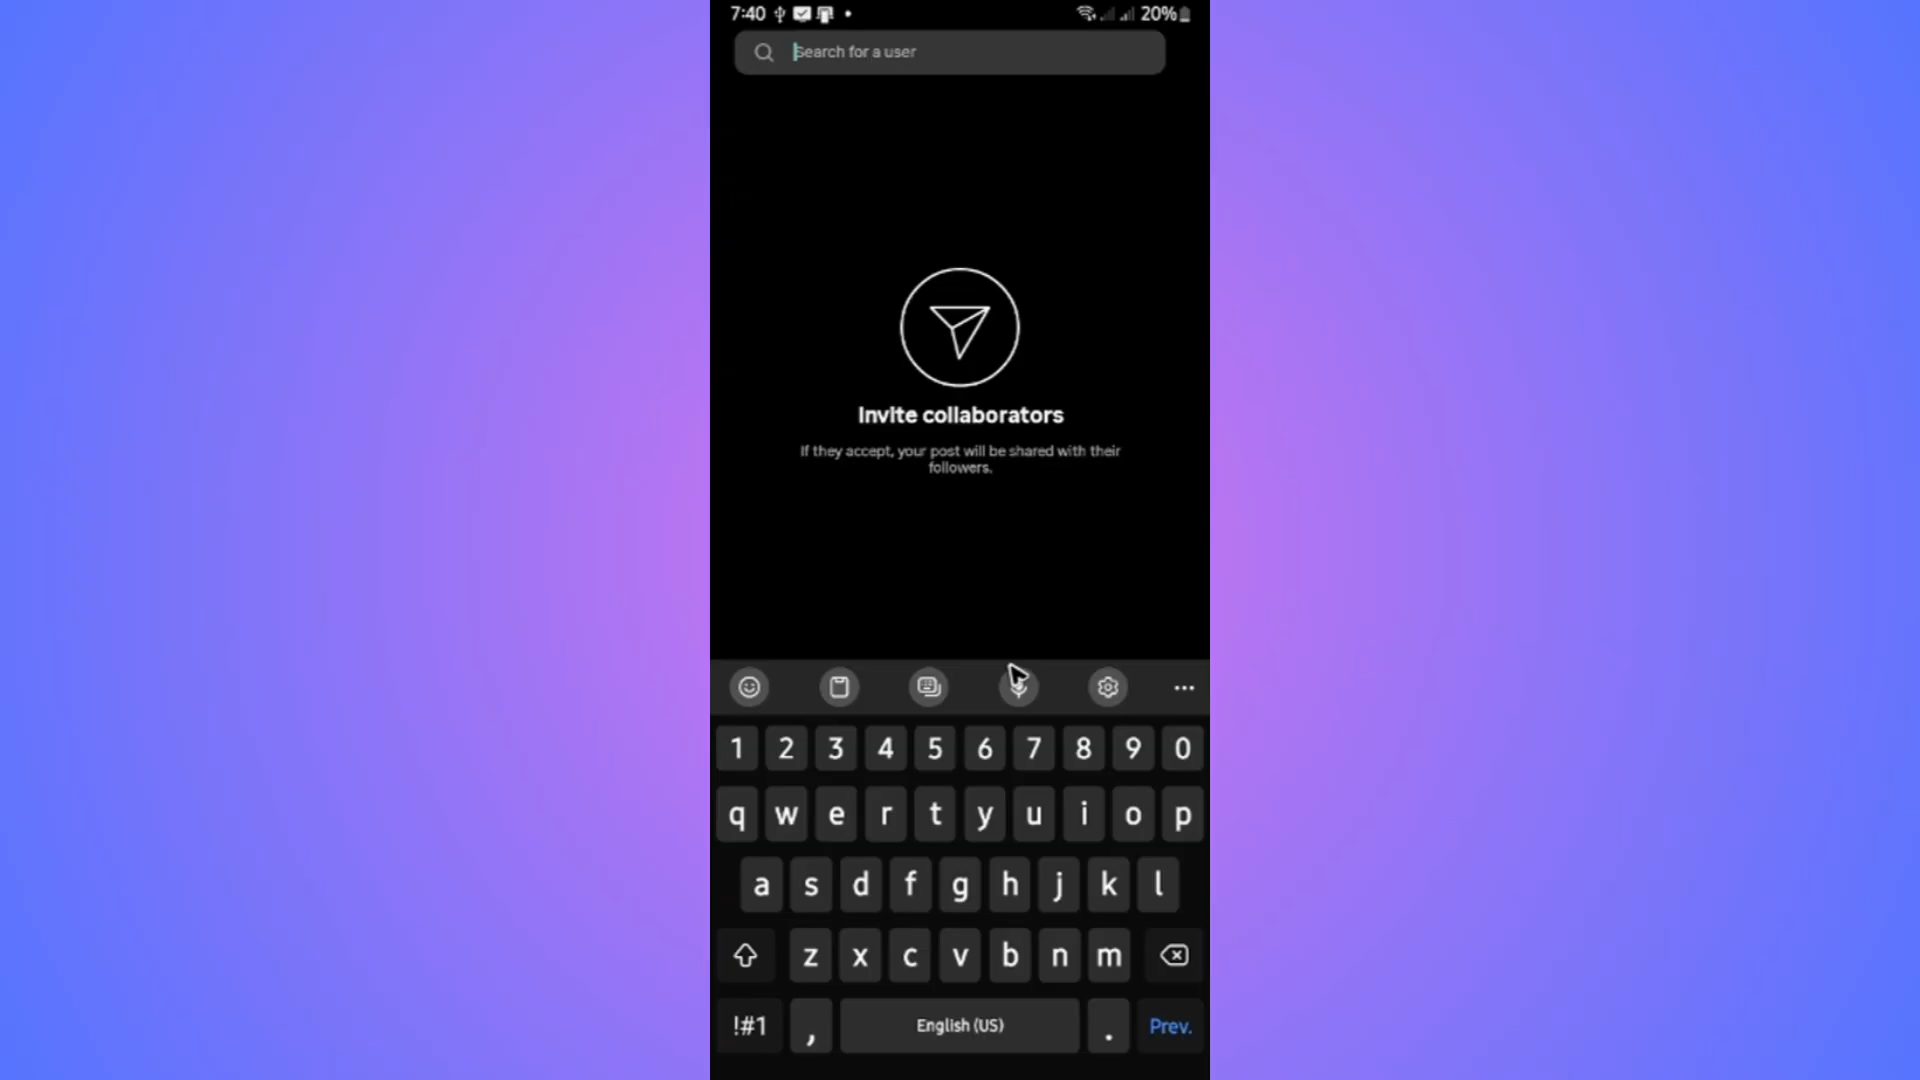 7:40
20%
Search for a user
Invite collaborators
If they accept, your post will be shared with their
followers.
1 2 3 4 5 6 7 8 9 0
q w e r t y u i o p
a s d f g h j k l
z x c v b n m
!#1 , English (US) . Prev.